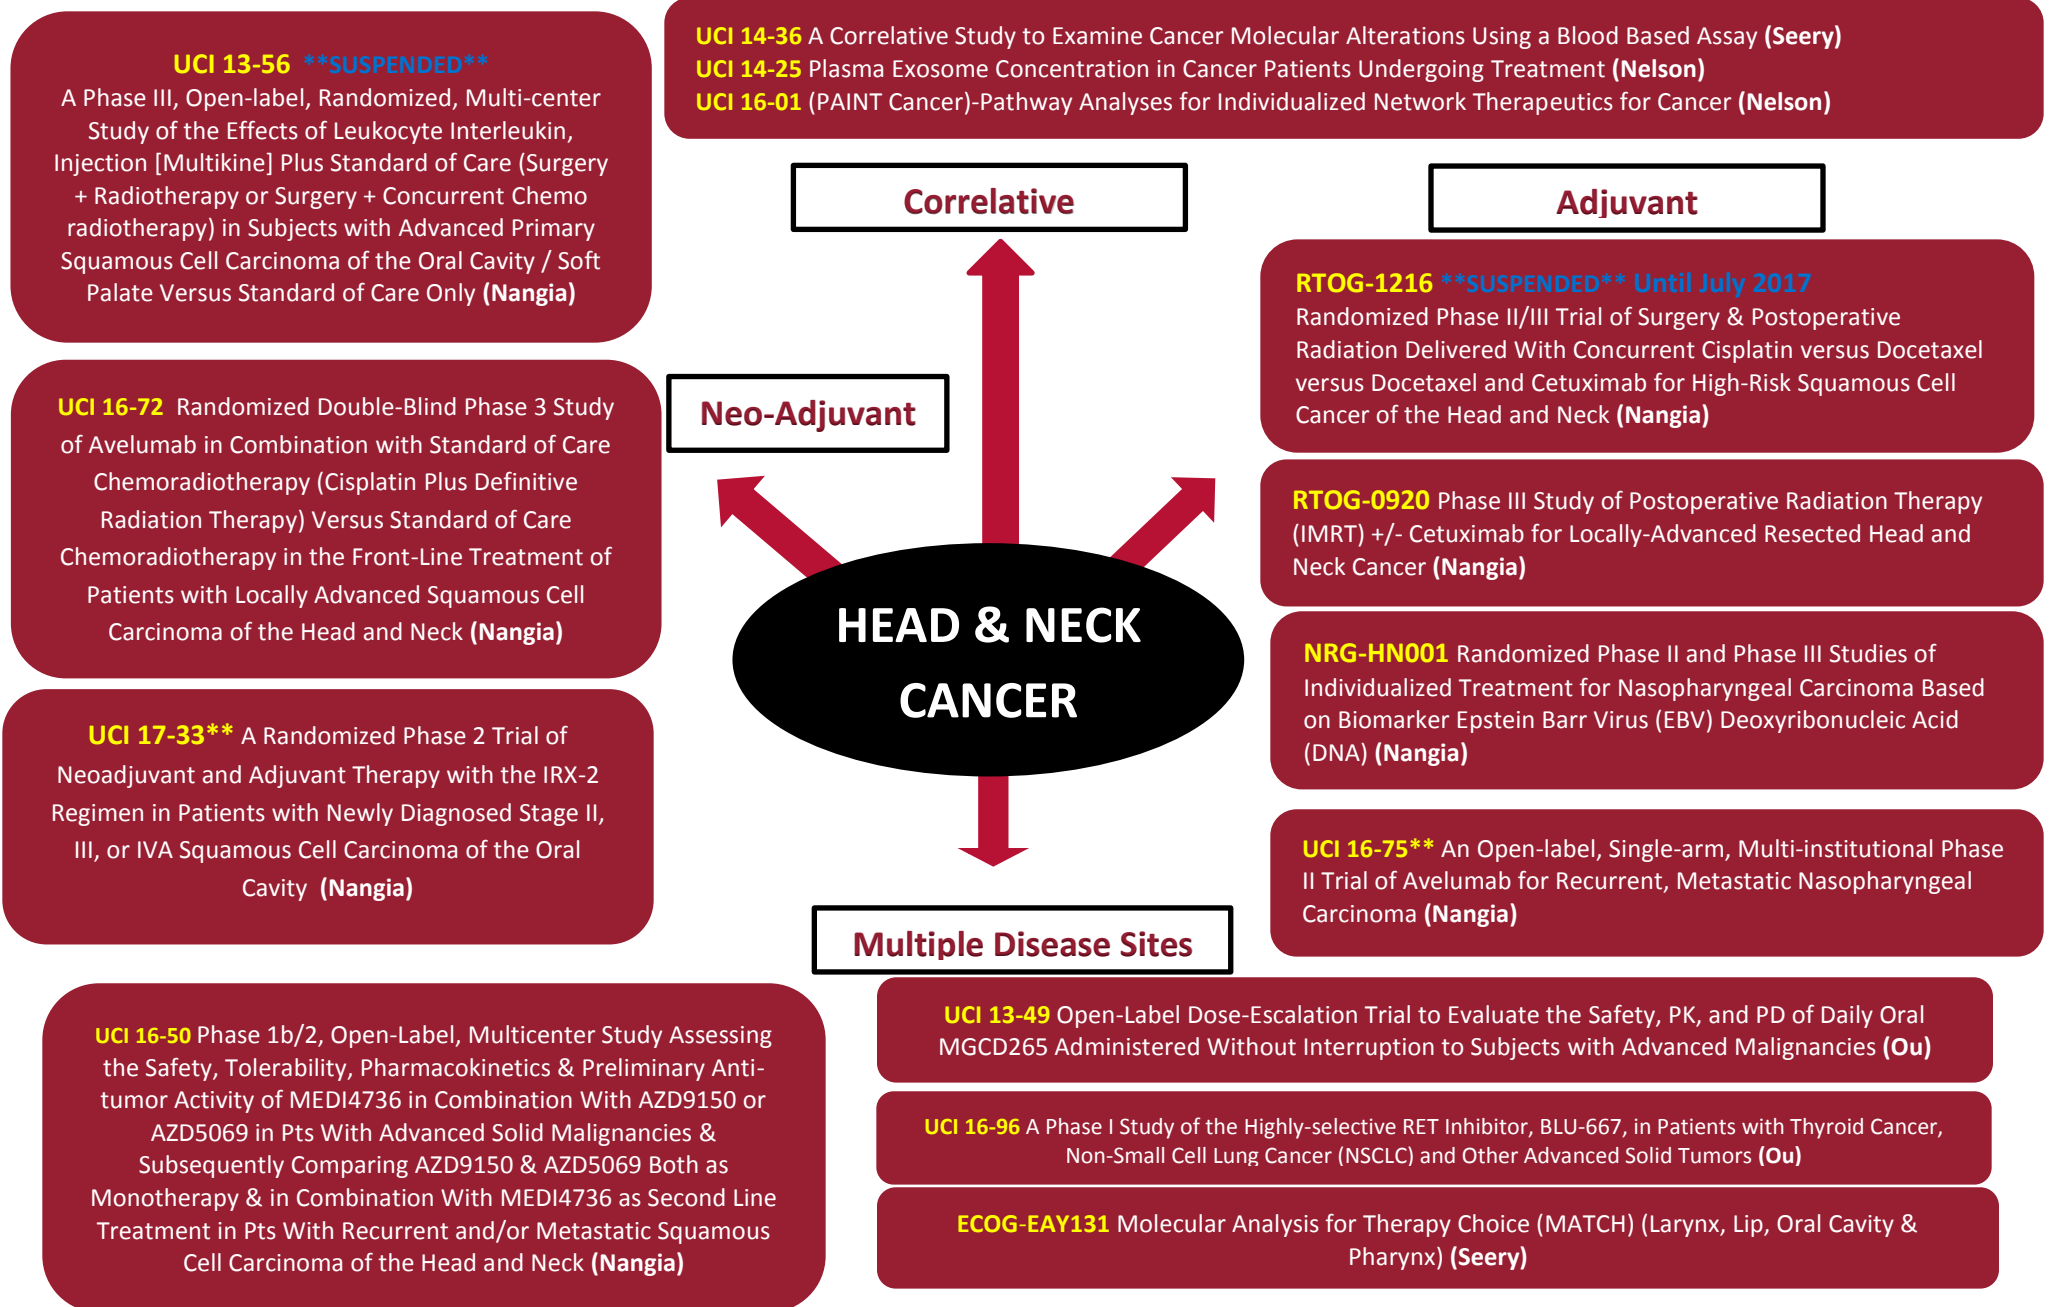 UCI 13-56 **SUSPENDED**
A Phase III, Open-label, Randomized, Multi-center
Study of the Effects of Leukocyte Interleukin,
Injection [Multikine] Plus Standard of Care (Surgery
+ Radiotherapy or Surgery + Concurrent Chemo
radiotherapy) in Subjects with Advanced Primary
Squamous Cell Carcinoma of the Oral Cavity / Soft
Palate Versus Standard of Care Only (Nangia)
UCI 16-72 Randomized Double-Blind Phase 3 Study
of Avelumab in Combination with Standard of Care
Chemoradiotherapy (Cisplatin Plus Definitive
Radiation Therapy) Versus Standard of Care
Chemoradiotherapy in the Front-Line Treatment of
Patients with Locally Advanced Squamous Cell
Carcinoma of the Head and Neck (Nangia)
UCI 17-33** A Randomized Phase 2 Trial of
Neoadjuvant and Adjuvant Therapy with the IRX-2
Regimen in Patients with Newly Diagnosed Stage II,
III, or IVA Squamous Cell Carcinoma of the Oral
Cavity (Nangia)
UCI 14-36 A Correlative Study to Examine Cancer Molecular Alterations Using a Blood Based Assay (Seery)
UCI 14-25 Plasma Exosome Concentration in Cancer Patients Undergoing Treatment (Nelson)
UCI 16-01 (PAINT Cancer)-Pathway Analyses for Individualized Network Therapeutics for Cancer (Nelson)
Correlative
Adjuvant
Neo-Adjuvant
HEAD & NECK
CANCER
RTOG-1216 **SUSPENDED** Until July 2017
Randomized Phase II/III Trial of Surgery & Postoperative
Radiation Delivered With Concurrent Cisplatin versus Docetaxel
versus Docetaxel and Cetuximab for High-Risk Squamous Cell
Cancer of the Head and Neck (Nangia)
RTOG-0920 Phase III Study of Postoperative Radiation Therapy
(IMRT) +/- Cetuximab for Locally-Advanced Resected Head and
Neck Cancer (Nangia)
NRG-HN001 Randomized Phase II and Phase III Studies of
Individualized Treatment for Nasopharyngeal Carcinoma Based
on Biomarker Epstein Barr Virus (EBV) Deoxyribonucleic Acid
(DNA) (Nangia)
UCI 16-75** An Open-label, Single-arm, Multi-institutional Phase
II Trial of Avelumab for Recurrent, Metastatic Nasopharyngeal
Carcinoma (Nangia)
Multiple Disease Sites
UCI 16-50 Phase 1b/2, Open-Label, Multicenter Study Assessing
the Safety, Tolerability, Pharmacokinetics & Preliminary Anti-
tumor Activity of MEDI4736 in Combination With AZD9150 or
AZD5069 in Pts With Advanced Solid Malignancies &
Subsequently Comparing AZD9150 & AZD5069 Both as
Monotherapy & in Combination With MEDI4736 as Second Line
Treatment in Pts With Recurrent and/or Metastatic Squamous
Cell Carcinoma of the Head and Neck (Nangia)
UCI 13-49 Open-Label Dose-Escalation Trial to Evaluate the Safety, PK, and PD of Daily Oral
MGCD265 Administered Without Interruption to Subjects with Advanced Malignancies (Ou)
UCI 16-96 A Phase I Study of the Highly-selective RET Inhibitor, BLU-667, in Patients with Thyroid Cancer,
Non-Small Cell Lung Cancer (NSCLC) and Other Advanced Solid Tumors (Ou)
ECOG-EAY131 Molecular Analysis for Therapy Choice (MATCH) (Larynx, Lip, Oral Cavity &
Pharynx) (Seery)